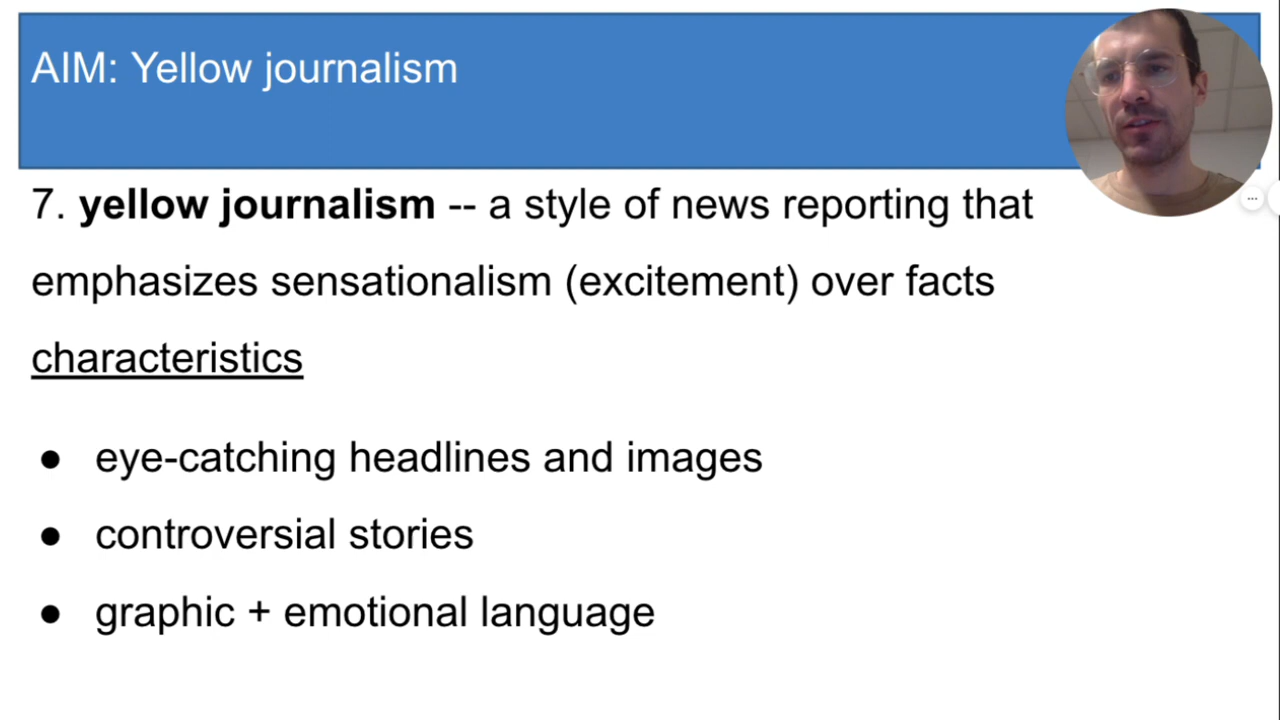 AIM: Yellow journalism
7. yellow journalism -- a style of news reporting that
emphasizes sensationalism (excitement) over facts
characteristics
● eye-catching headlines and images
● controversial stories
● graphic + emotional language